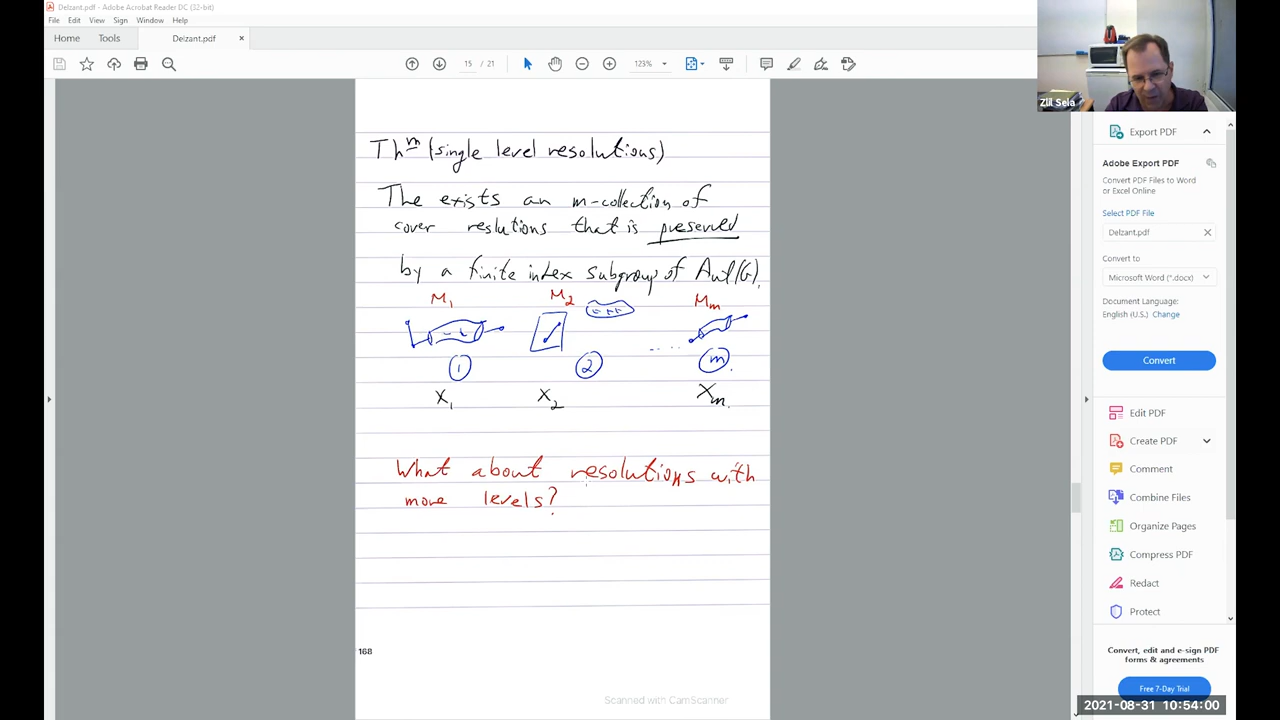 Delzant.pdf - Adobe Acrobat Reader DC (32-bit)
File Edit View Sign Window Help
Home Tools Delzant.pdf ×
15 / 21 123%
Zlil Sela
Thm (single level resolutions)
The exists an m-collection of
cover reslutions that is preserved
by a finite index subgroup of Aut(G).
M1 M2 Mm
1 2 ..... m.
X1 X2 Xm.
What about resolutions with
more levels?
168
Scanned with CamScanner
Export PDF
Adobe Export PDF
Convert PDF Files to Word
or Excel Online
Select PDF File
Delzant.pdf ×
Convert to
Microsoft Word (*.docx)
Document Language:
English (U.S.) Change
Convert
Edit PDF
Create PDF
Comment
Combine Files
Organize Pages
Compress PDF
Redact
Protect
Convert, edit and e-sign PDF
forms & agreements
Free 7-Day Trial
2021-08-31 10:54:00